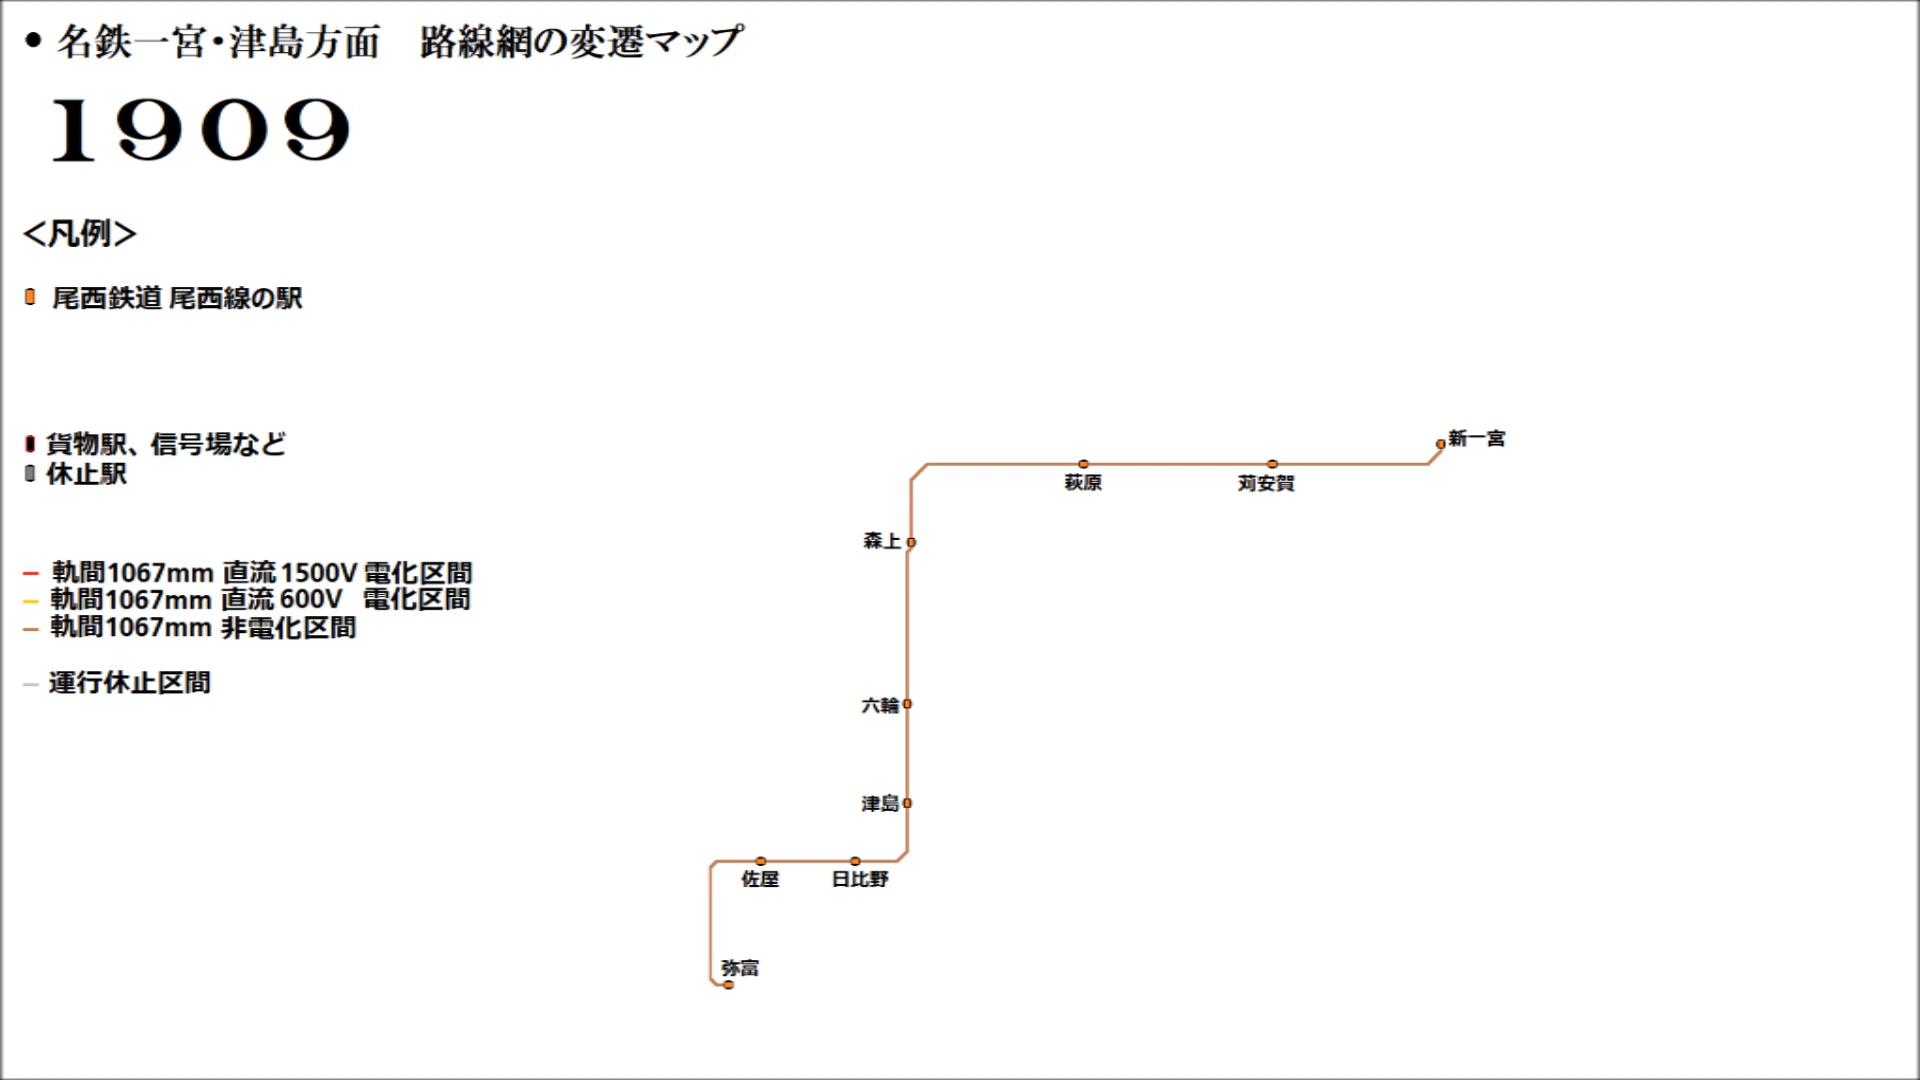 ● 名鉄一宮・津島方面　路線網の変遷マップ
1909
＜凡例＞
尾西鉄道 尾西線の駅
貨物駅、信号場など
休止駅
軌間1067mm 直流1500V 電化区間
軌間1067mm 直流600V 電化区間
軌間1067mm 非電化区間
運行休止区間
新一宮
苅安賀
萩原
森上
六輪
津島
日比野
佐屋
弥富